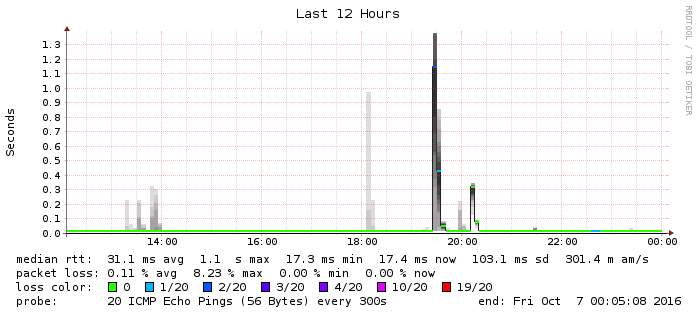 Last 12 Hours
RRDTOOL / TOBI OETIKER
Seconds
1.3
1.2
1.1
1.0
0.9
0.8
0.7
0.6
0.5
0.4
0.3
0.2
0.1
0.0
14:00 16:00 18:00 20:00 22:00 00:00
median rtt: 31.1 ms avg 1.1 s max 17.3 ms min 17.4 ms now 103.1 ms sd 301.4 m am/s
packet loss: 0.11 % avg 8.23 % max 0.00 % min 0.00 % now
loss color: 0 1/20 2/20 3/20 4/20 10/20 19/20
probe: 20 ICMP Echo Pings (56 Bytes) every 300s end: Fri Oct 7 00:05:08 2016